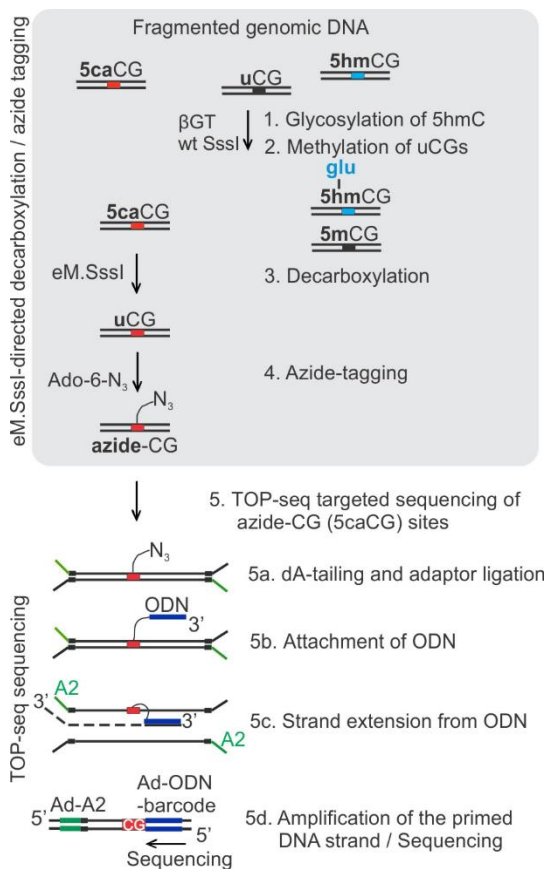 Fragmented genomic DNA
5caCG
uCG
5hmCG
βGT
wt SssI
1. Glycosylation of 5hmC
2. Methylation of uCGs
glu
5hmCG
5caCG
5mCG
eM.SssI
3. Decarboxylation
uCG
Ado-6-N₃
4. Azide-tagging
N₃
azide-CG
eM.SssI-directed decarboxylation / azide tagging
5. TOP-seq targeted sequencing of
azide-CG (5caCG) sites
N₃
5a. dA-tailing and adaptor ligation
ODN
3’
5b. Attachment of ODN
A2
3’
3’
5c. Strand extension from ODN
A2
Ad-A2
Ad-ODN
-barcode
5’
CG
5’
Sequencing
5d. Amplification of the primed
DNA strand / Sequencing
TOP-seq sequencing